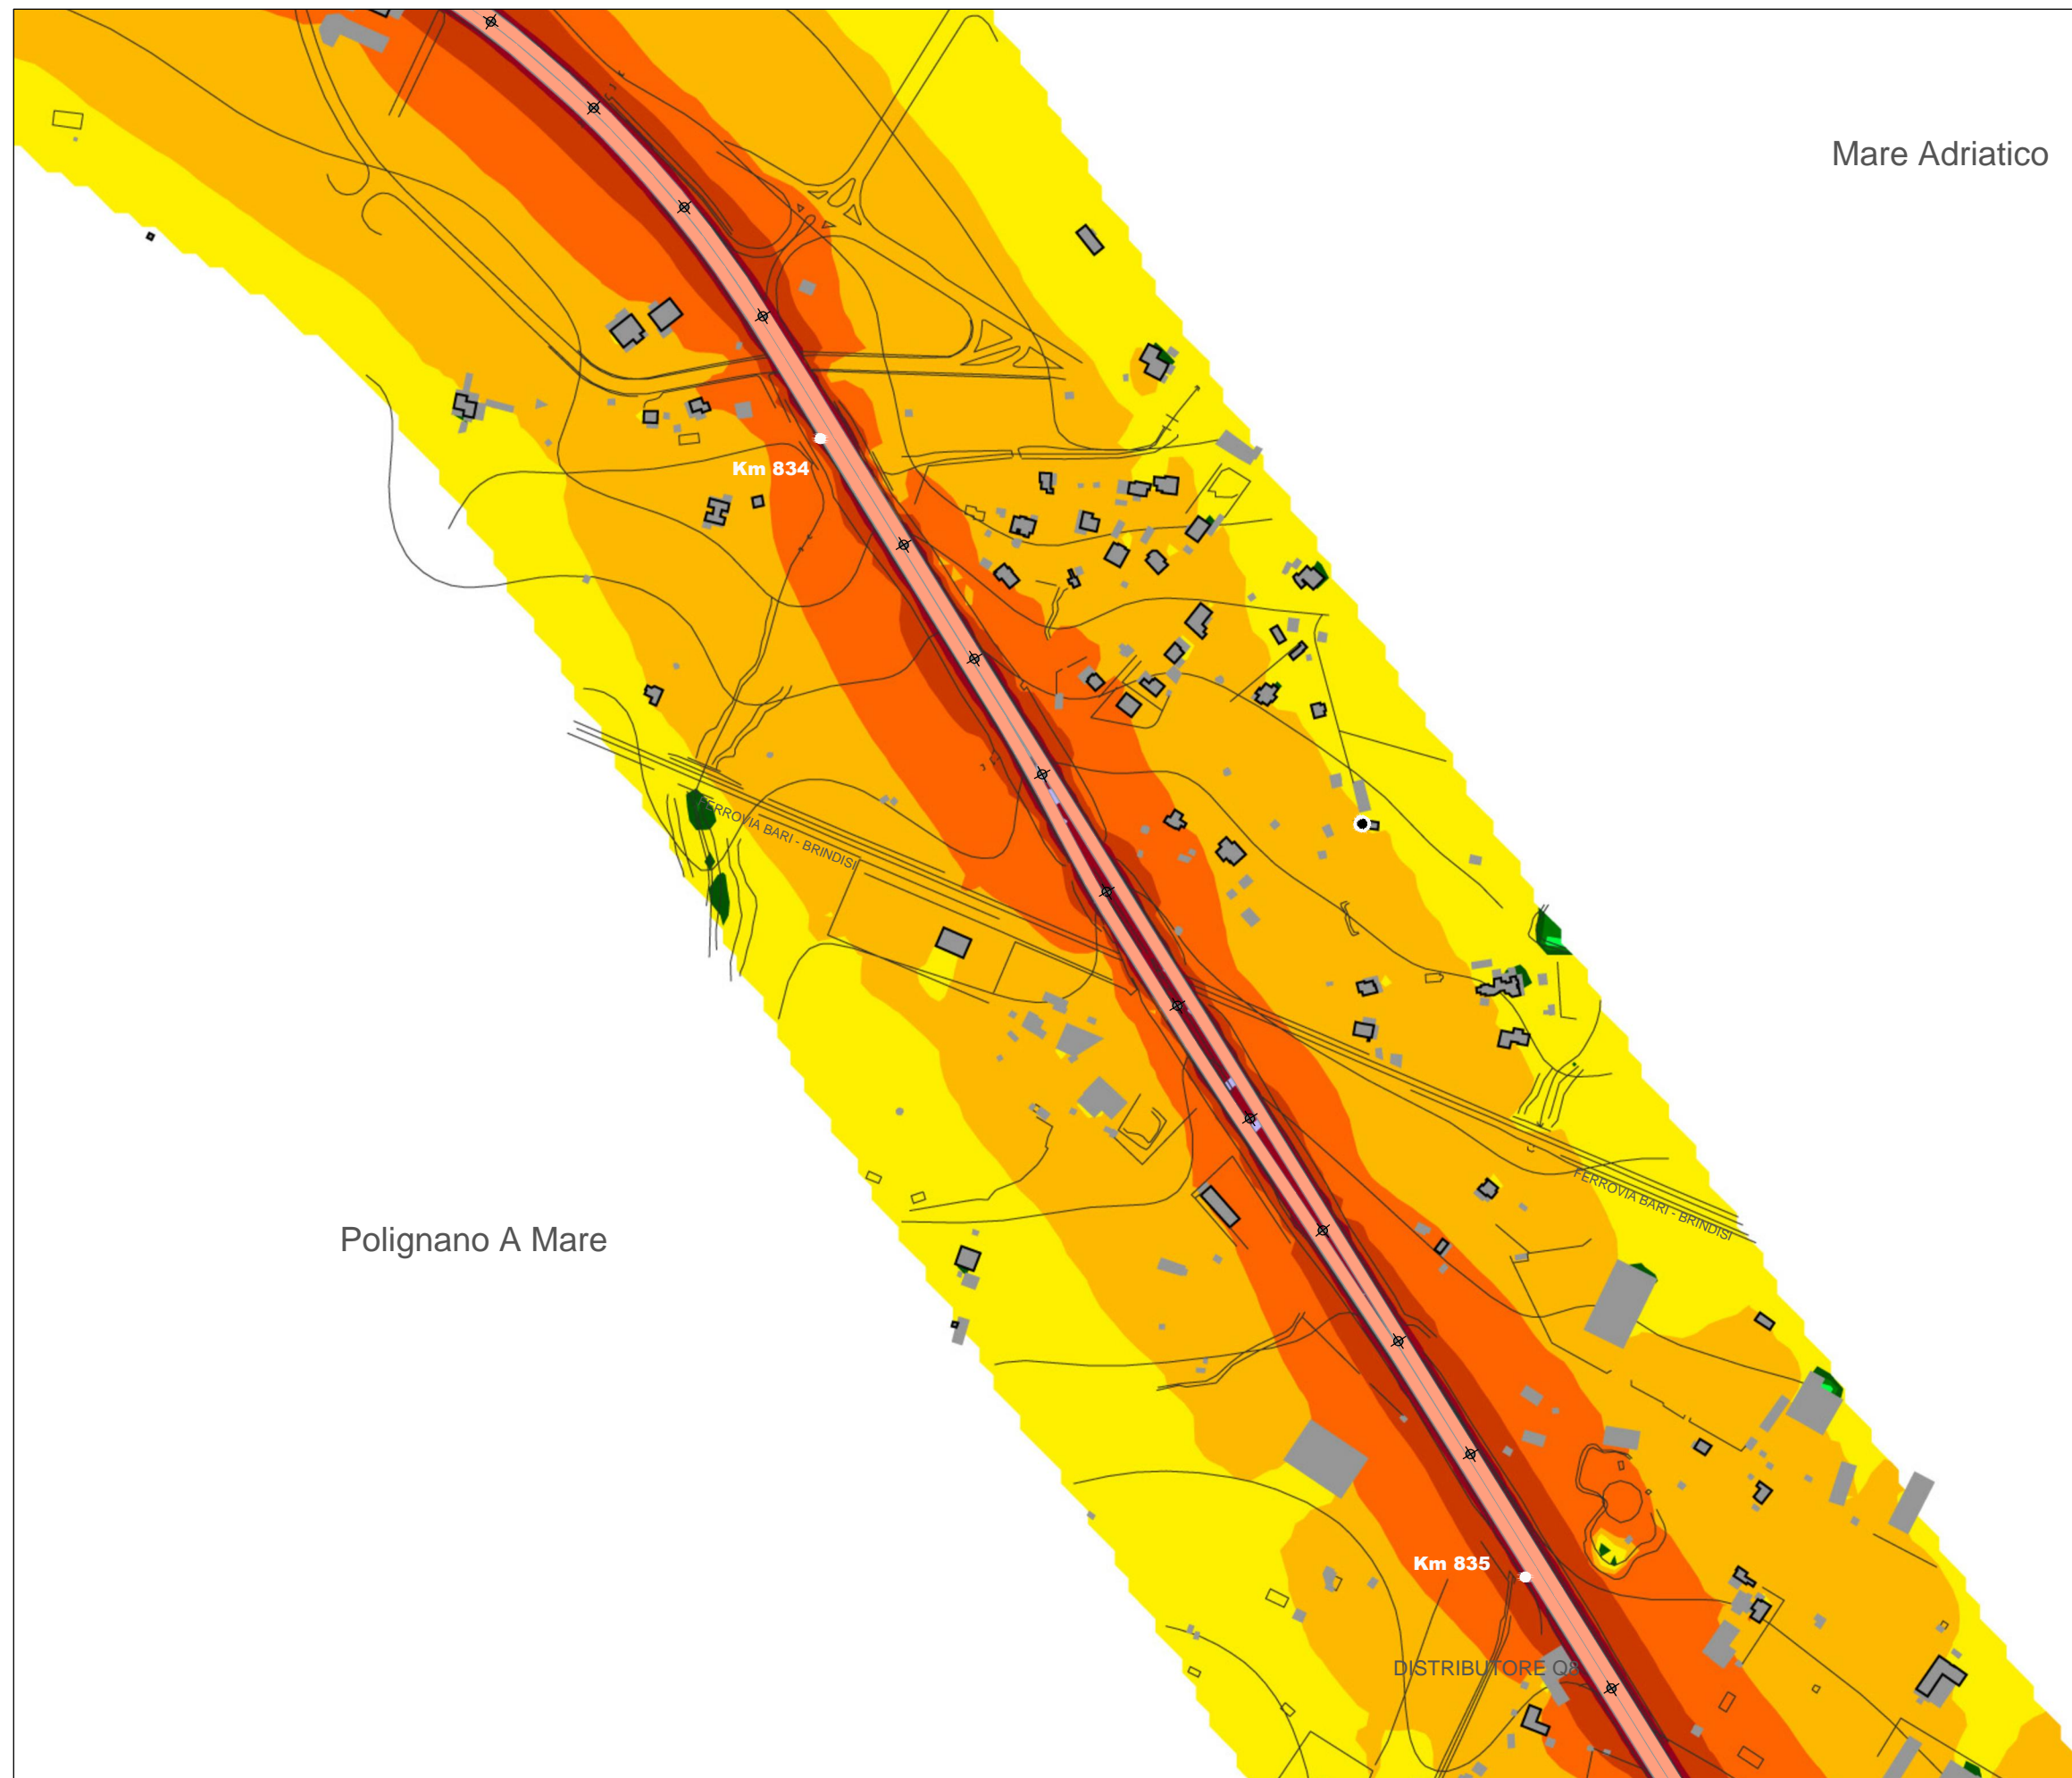 Mare Adriatico
Km 834
FERROVIA BARI - BRINDISI
FERROVIA BARI - BRINDISI
Polignano A Mare
Km 835
DISTRIBUTORE Q8